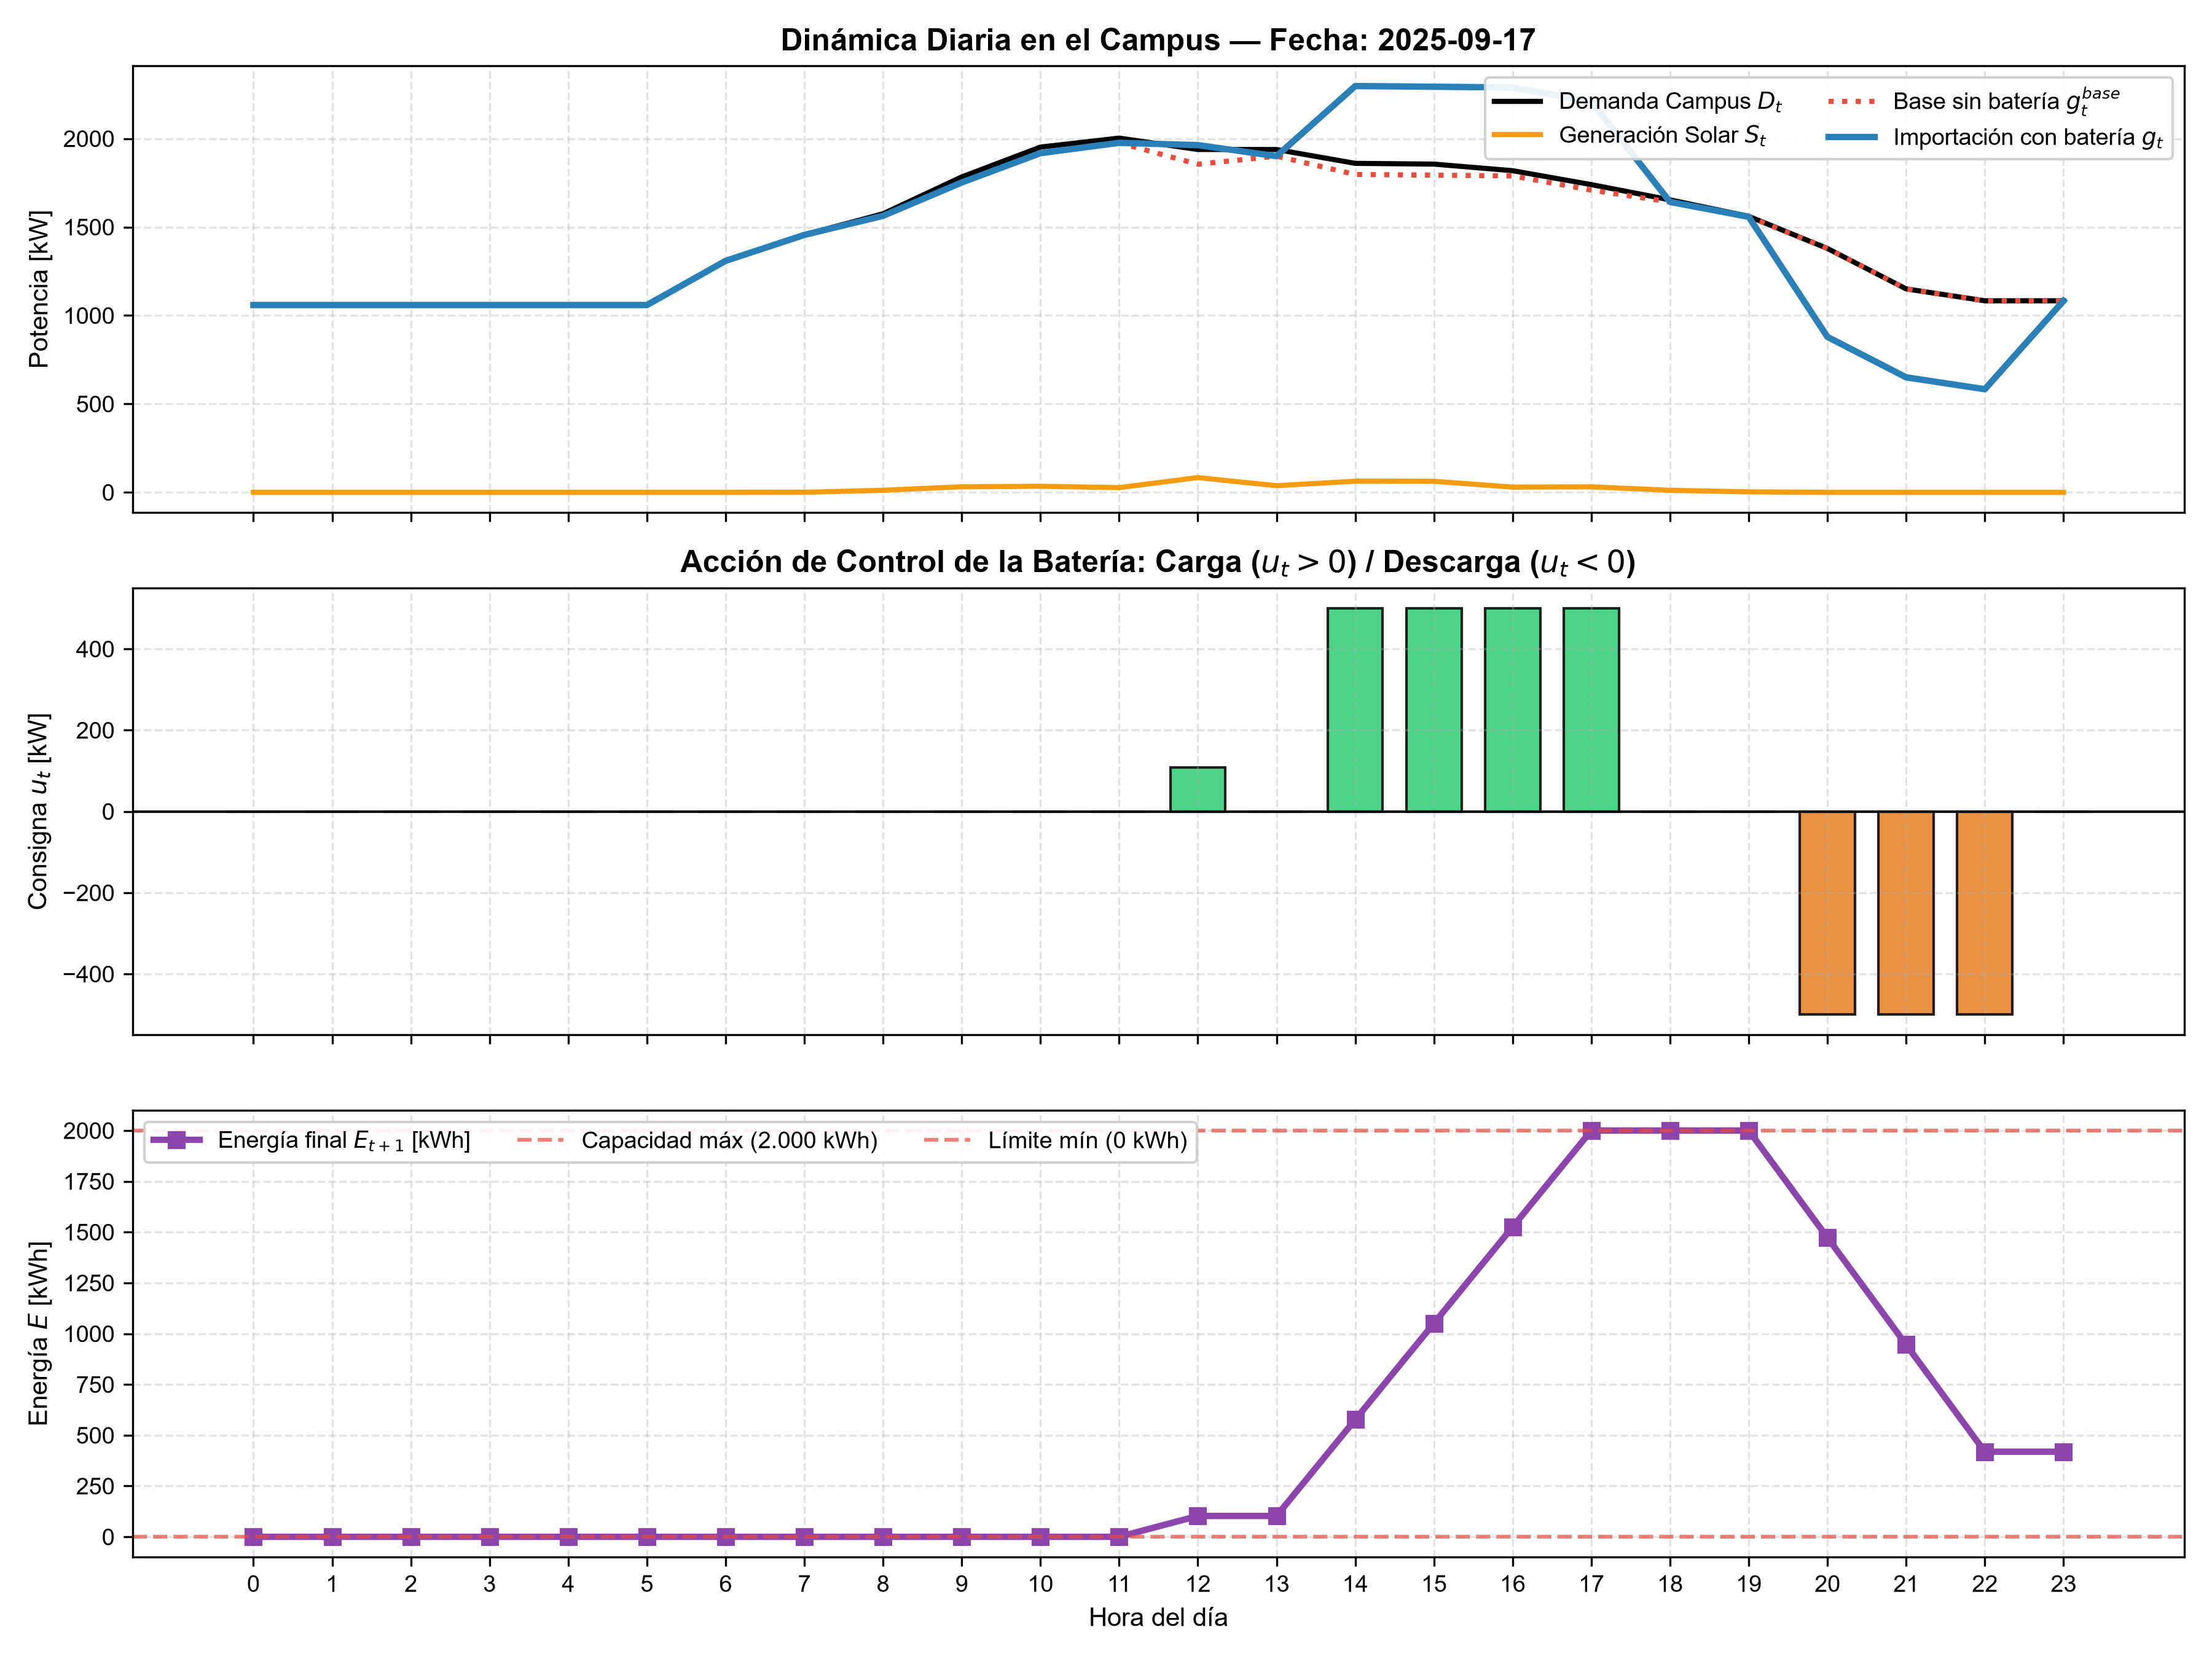 Dinámica Diaria en el Campus — Fecha: 2025-09-17
Potencia [kW]
2000
1500
1000
500
0
Demanda Campus D_t
Generación Solar S_t
Base sin batería g_t^{base}
Importación con batería g_t
Acción de Control de la Batería: Carga (u_t > 0) / Descarga (u_t < 0)
Consigna u_t [kW]
400
200
0
−200
−400
Energía E [kWh]
2000
1750
1500
1250
1000
750
500
250
0
Energía final E_{t+1} [kWh]
Capacidad máx (2.000 kWh)
Límite mín (0 kWh)
0 1 2 3 4 5 6 7 8 9 10 11 12 13 14 15 16 17 18 19 20 21 22 23
Hora del día